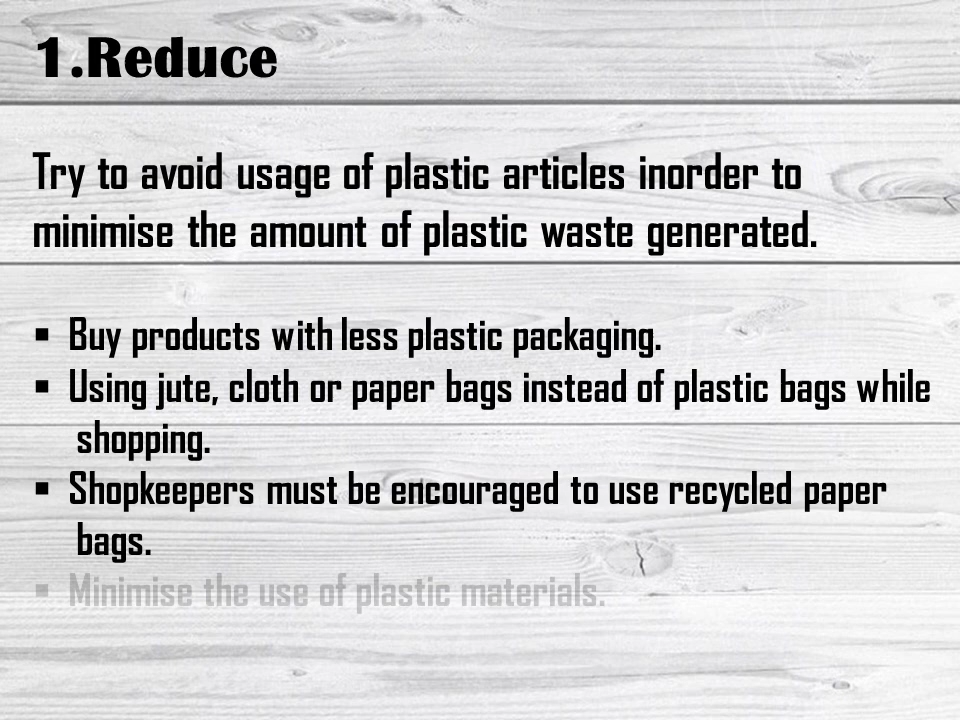 1.Reduce
Try to avoid usage of plastic articles inorder to
minimise the amount of plastic waste generated.
▪ Buy products with less plastic packaging.
▪ Using jute, cloth or paper bags instead of plastic bags while
shopping.
▪ Shopkeepers must be encouraged to use recycled paper
bags.
▪ Minimise the use of plastic materials.